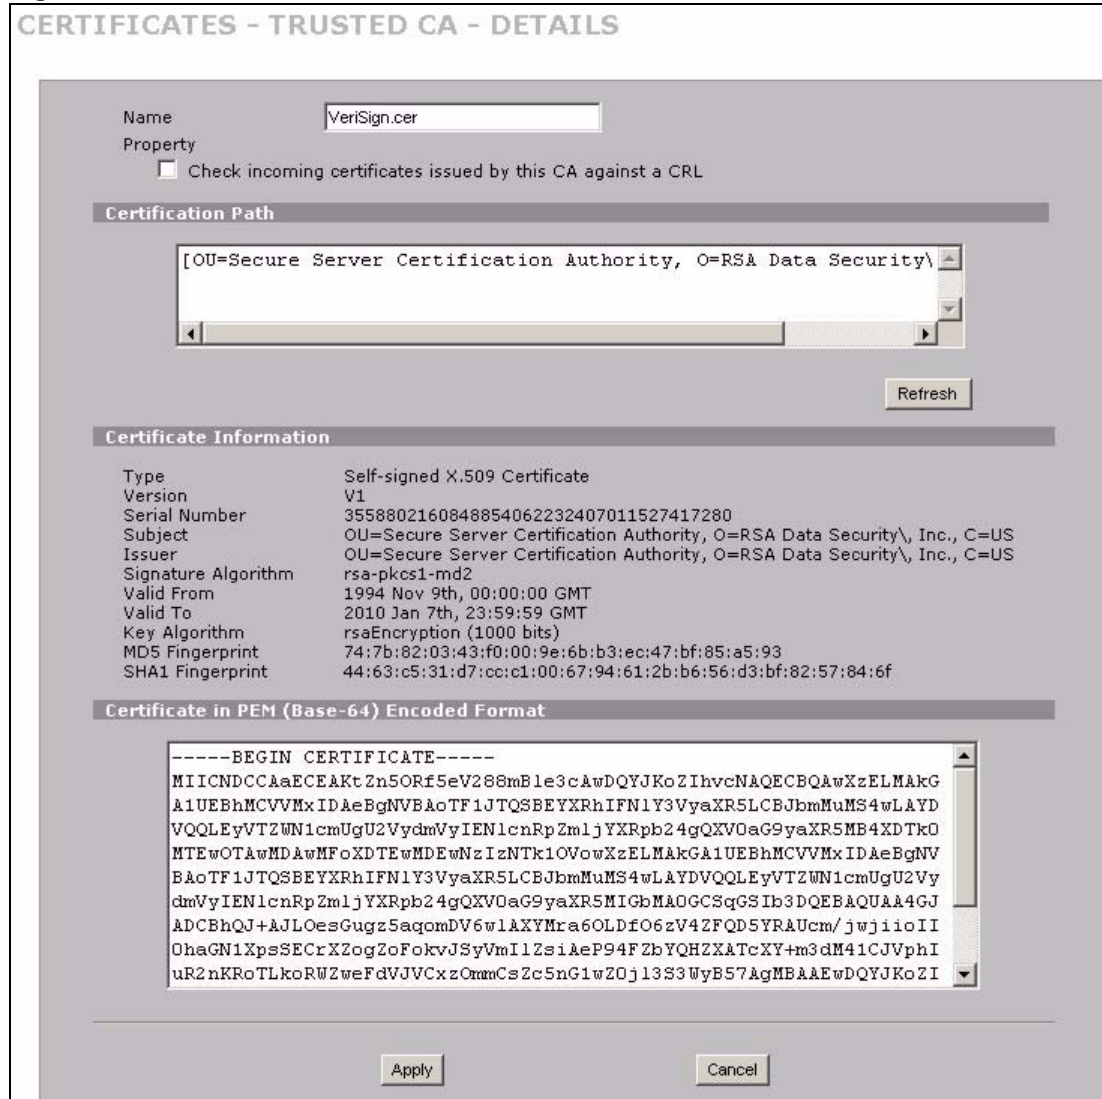 CERTIFICATES - TRUSTED CA - DETAILS
Name VeriSign.cer
Property
Check incoming certificates issued by this CA against a CRL
Certification Path
[OU=Secure Server Certification Authority, O=RSA Data Security\
Refresh
Certificate Information
Type Self-signed X.509 Certificate
Version V1
Serial Number 3558802160848854062232407011527417280
Subject OU=Secure Server Certification Authority, O=RSA Data Security\, Inc., C=US
Issuer OU=Secure Server Certification Authority, O=RSA Data Security\, Inc., C=US
Signature Algorithm rsa-pkcs1-md2
Valid From 1994 Nov 9th, 00:00:00 GMT
Valid To 2010 Jan 7th, 23:59:59 GMT
Key Algorithm rsaEncryption (1000 bits)
MD5 Fingerprint 74:7b:82:03:43:f0:00:9e:6b:b3:ec:47:bf:85:a5:93
SHA1 Fingerprint 44:63:c5:31:d7:cc:c1:00:67:94:61:2b:b6:56:d3:bf:82:57:84:6f
Certificate in PEM (Base-64) Encoded Format
-----BEGIN CERTIFICATE-----
MIICNDCCAaECEAKtZn5ORf5eV288mBle3cAwDQYJKoZIhvcNAQECBQAwXzELMAkG
A1UEBhMCVVMxIDAeBgNVBAoTF1JTQSBEYXRhIFNlY3VyaXR5LCBJbmMuMS4wLAYD
VQQLEyVTZWN1cmUgU2VydmVyIENlcnRpZmljYXRpb24gQXV0aG9yaXR5MB4XDTk0
MTEwOTAwMDAwMFoXDTEwMDEwNzIzNTk1OVowXzELMAkGA1UEBhMCVVMxIDAeBgNV
BAoTF1JTQSBEYXRhIFNlY3VyaXR5LCBJbmMuMS4wLAYDVQQLEyVTZWN1cmUgU2Vy
dmVyIENlcnRpZmljYXRpb24gQXV0aG9yaXR5MIGbMA0GCSqGSIb3DQEBAQUAA4GJ
ADCBhQJ+AJLOesGugz5aqomDV6wlAXYMra6OLDfO6zV4ZFQD5YRAUcm/jwjiioII
0haGN1XpsSECrXZogZoFokvJSyVmIlZsiAeP94FZbYQHZXATcXY+m3dM41CJVphI
uR2nKRoTLkoRWZweFdVJVCxzOmmCsZc5nG1wZ0jl3S3WyB57AgMBAAEwDQYJKoZI
Apply
Cancel